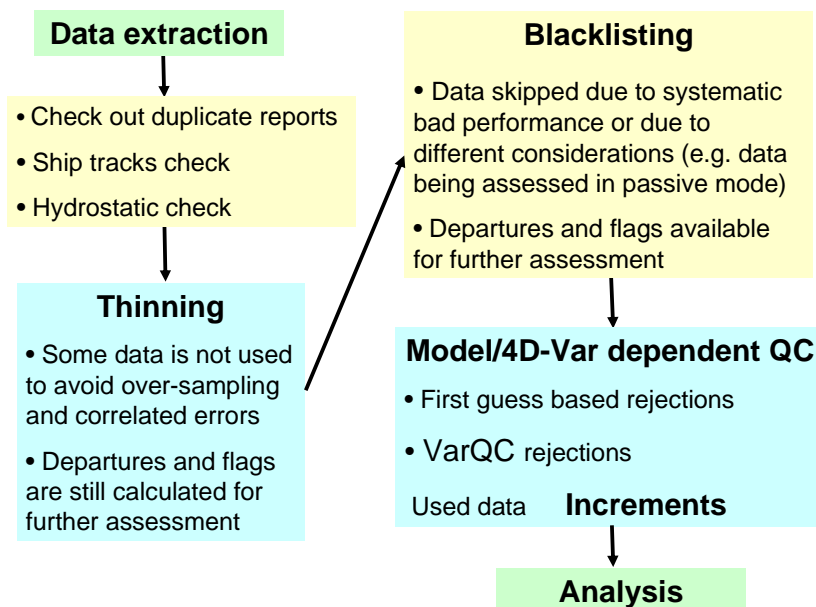 Data extraction
• Check out duplicate reports
• Ship tracks check
• Hydrostatic check
Thinning
• Some data is not used
to avoid over-sampling
and correlated errors
• Departures and flags
are still calculated for
further assessment
Blacklisting
• Data skipped due to systematic
bad performance or due to
different considerations (e.g. data
being assessed in passive mode)
• Departures and flags available
for further assessment
Model/4D-Var dependent QC
• First guess based rejections
• VarQC rejections
Used data Increments
Analysis